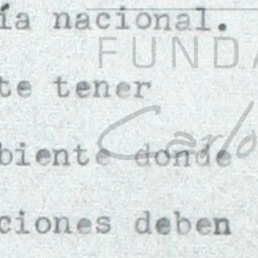 ía nacional.
FUNDA
te tener
Carlo
biente donde
ciones deben